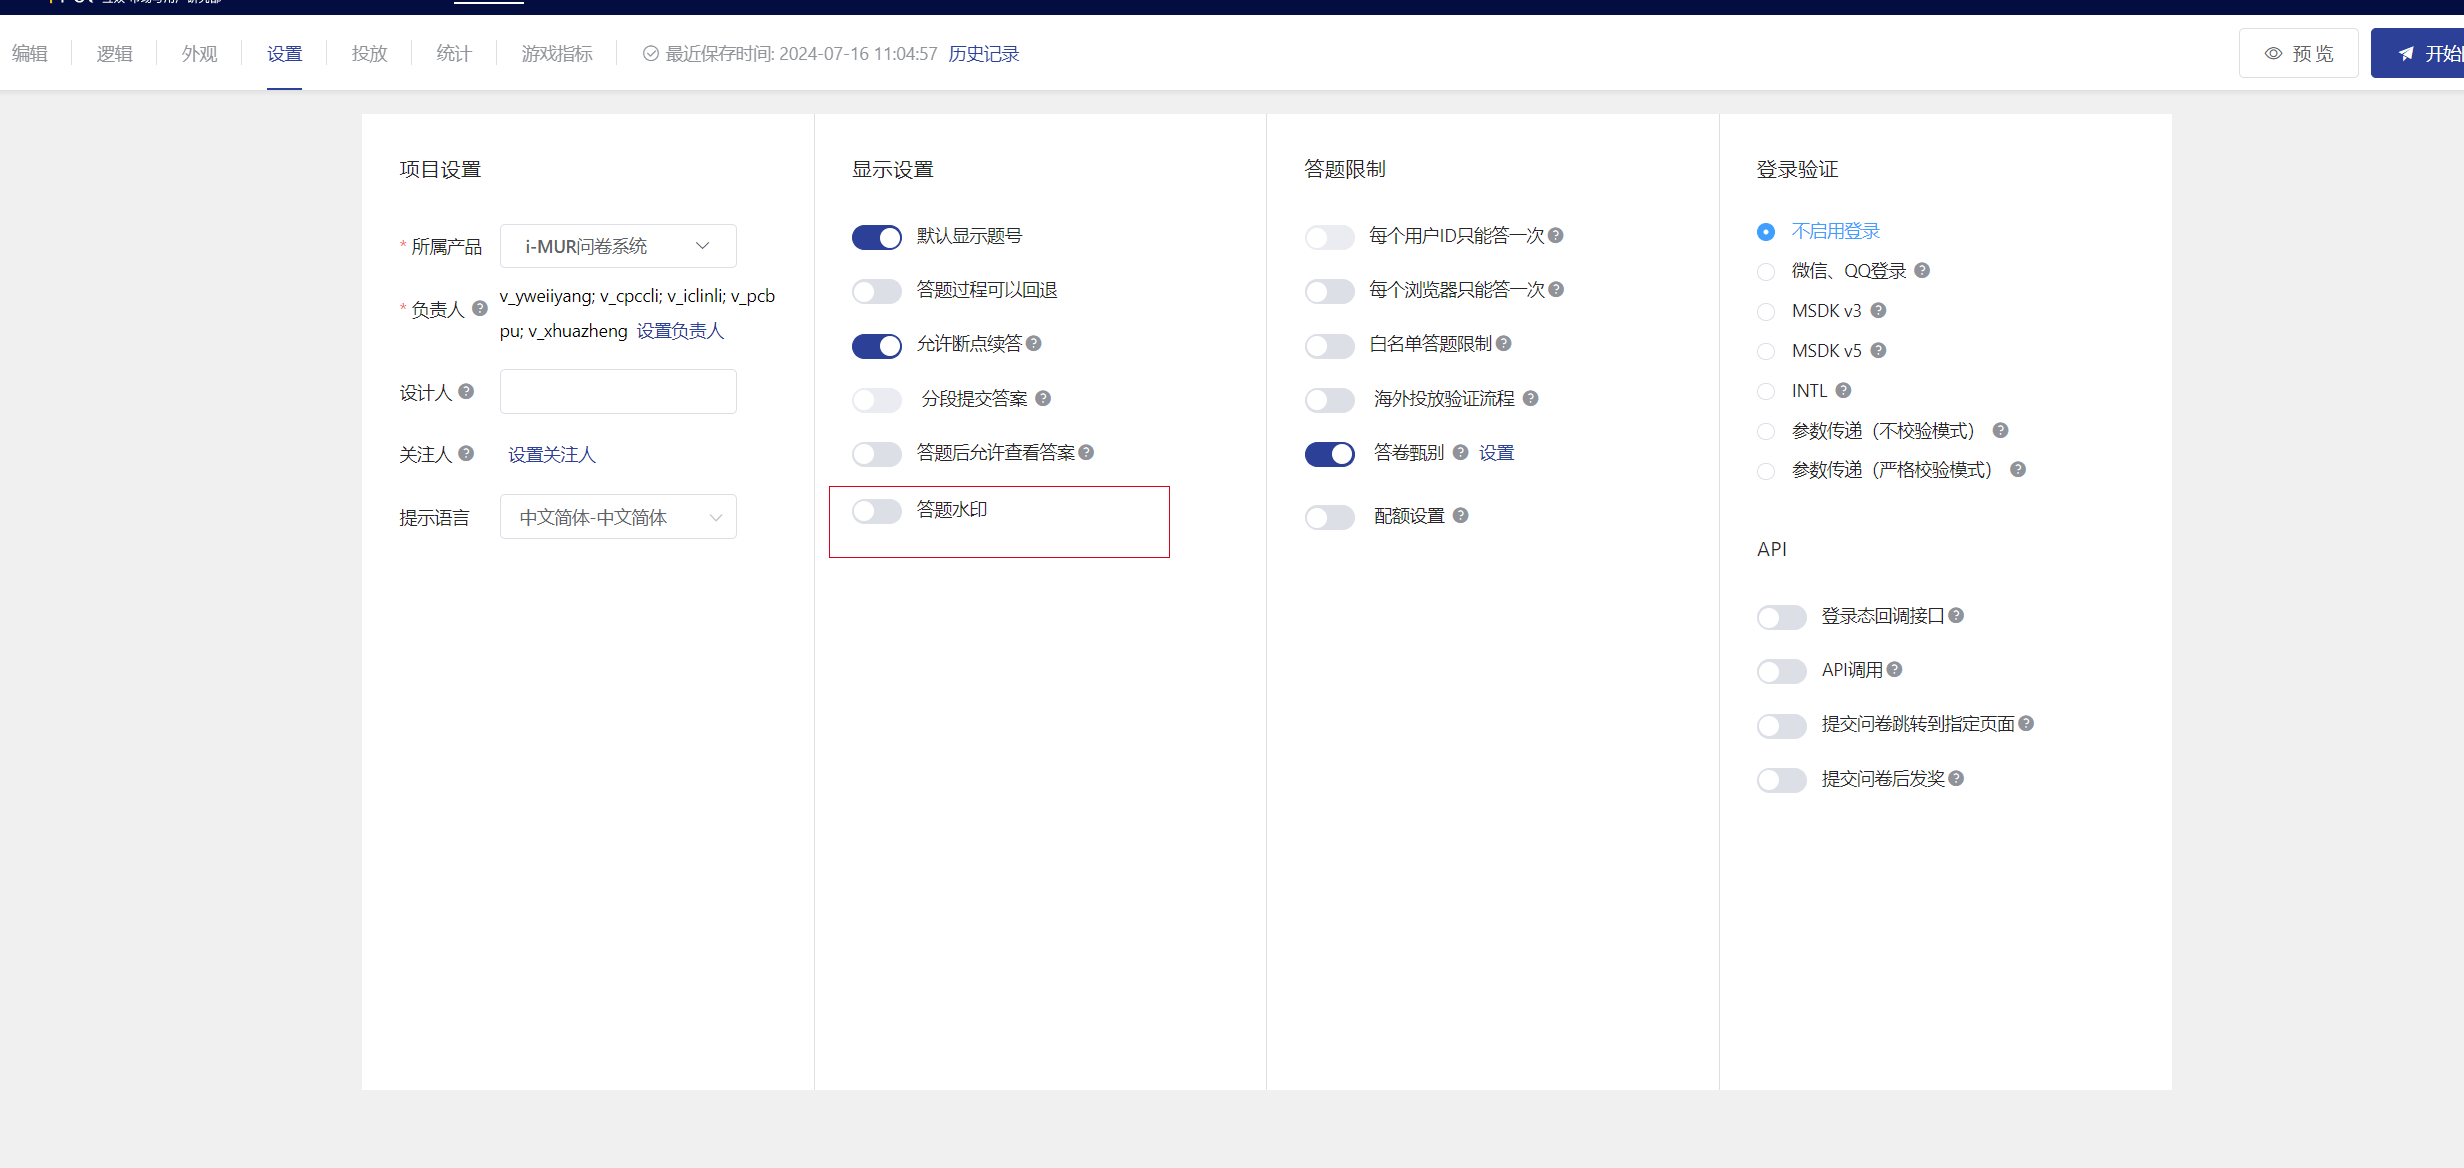 编辑
逻辑
外观
设置
投放
统计
游戏指标
最近保存时间: 2024-07-16 11:04:57 历史记录
预 览
开始
项目设置
* 所属产品 i-MUR问卷系统
* 负责人 v_yweiiyang; v_cpccli; v_iclinli; v_pcb
pu; v_xhuazheng 设置负责人
设计人
关注人 设置关注人
提示语言 中文简体-中文简体
显示设置
默认显示题号
答题过程可以回退
允许断点续答
分段提交答案
答题后允许查看答案
答题水印
答题限制
每个用户ID只能答一次
每个浏览器只能答一次
白名单答题限制
海外投放验证流程
答卷甄别 设置
配额设置
登录验证
不启用登录
微信、QQ登录
MSDK v3
MSDK v5
INTL
参数传递（不校验模式）
参数传递（严格校验模式）
API
登录态回调接口
API调用
提交问卷跳转到指定页面
提交问卷后发奖